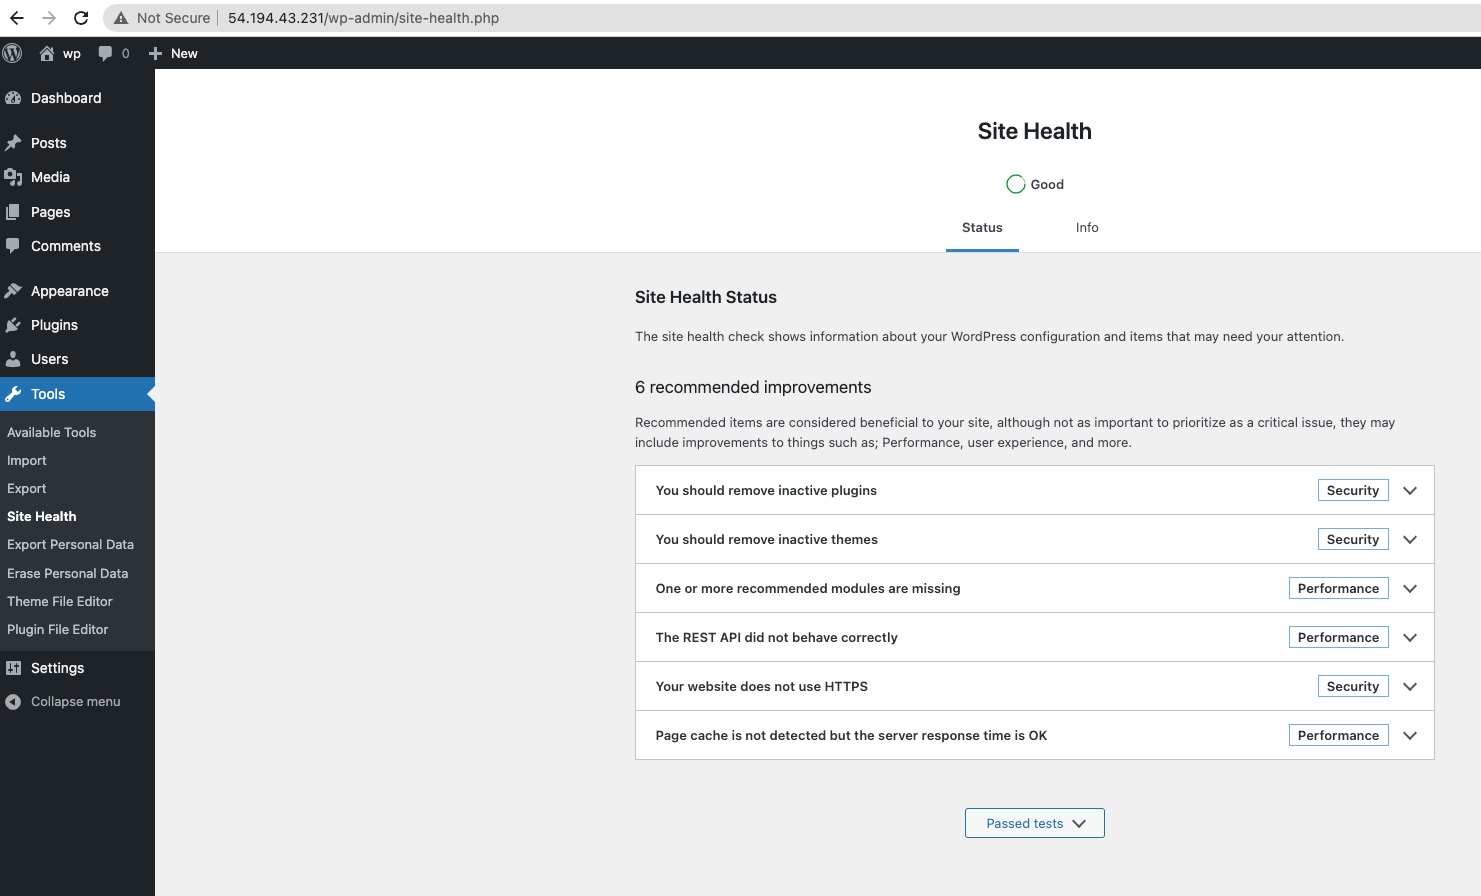 Not Secure
54.194.43.231/wp-admin/site-health.php
wp
0
New
Dashboard
Posts
Media
Pages
Comments
Appearance
Plugins
Users
Tools
Available Tools
Import
Export
Site Health
Export Personal Data
Erase Personal Data
Theme File Editor
Plugin File Editor
Settings
Collapse menu
Site Health
Good
Status
Info
Site Health Status
The site health check shows information about your WordPress configuration and items that may need your attention.
6 recommended improvements
Recommended items are considered beneficial to your site, although not as important to prioritize as a critical issue, they may
include improvements to things such as; Performance, user experience, and more.
You should remove inactive plugins Security
You should remove inactive themes Security
One or more recommended modules are missing Performance
The REST API did not behave correctly Performance
Your website does not use HTTPS Security
Page cache is not detected but the server response time is OK Performance
Passed tests